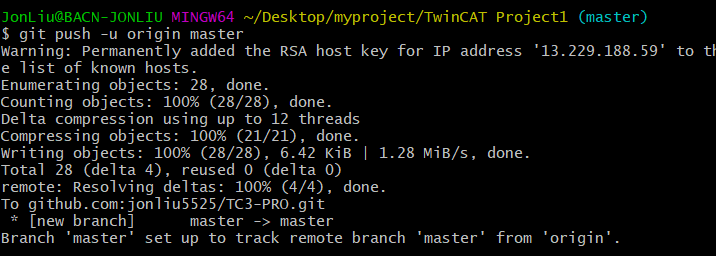 JonLiu@BACN-JONLIU MINGW64 ~/Desktop/myproject/TwinCAT Project1 (master)
$ git push -u origin master
Warning: Permanently added the RSA host key for IP address '13.229.188.59' to th
e list of known hosts.
Enumerating objects: 28, done.
Counting objects: 100% (28/28), done.
Delta compression using up to 12 threads
Compressing objects: 100% (21/21), done.
Writing objects: 100% (28/28), 6.42 KiB | 1.28 MiB/s, done.
Total 28 (delta 4), reused 0 (delta 0)
remote: Resolving deltas: 100% (4/4), done.
To github.com:jonliu5525/TC3-PRO.git
 * [new branch]      master -> master
Branch 'master' set up to track remote branch 'master' from 'origin'.